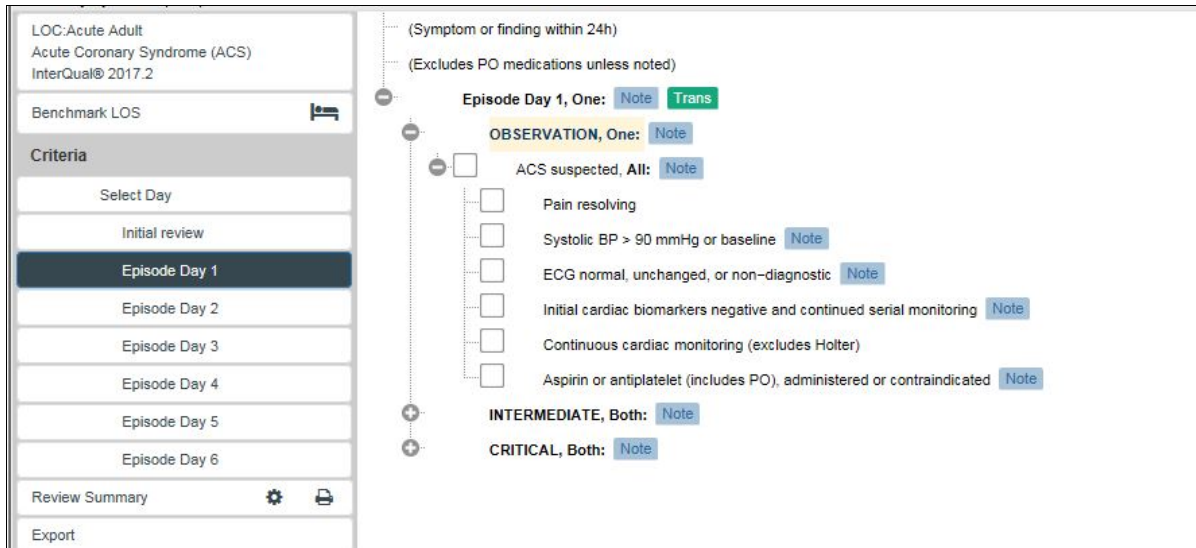 LOC:Acute Adult
Acute Coronary Syndrome (ACS)
InterQual® 2017.2
Benchmark LOS
Criteria
Select Day
Initial review
Episode Day 1
Episode Day 2
Episode Day 3
Episode Day 4
Episode Day 5
Episode Day 6
Review Summary
Export
(Symptom or finding within 24h)
(Excludes PO medications unless noted)
Episode Day 1, One: Note Trans
OBSERVATION, One: Note
ACS suspected, All: Note
Pain resolving
Systolic BP > 90 mmHg or baseline Note
ECG normal, unchanged, or non-diagnostic Note
Initial cardiac biomarkers negative and continued serial monitoring Note
Continuous cardiac monitoring (excludes Holter)
Aspirin or antiplatelet (includes PO), administered or contraindicated Note
INTERMEDIATE, Both: Note
CRITICAL, Both: Note